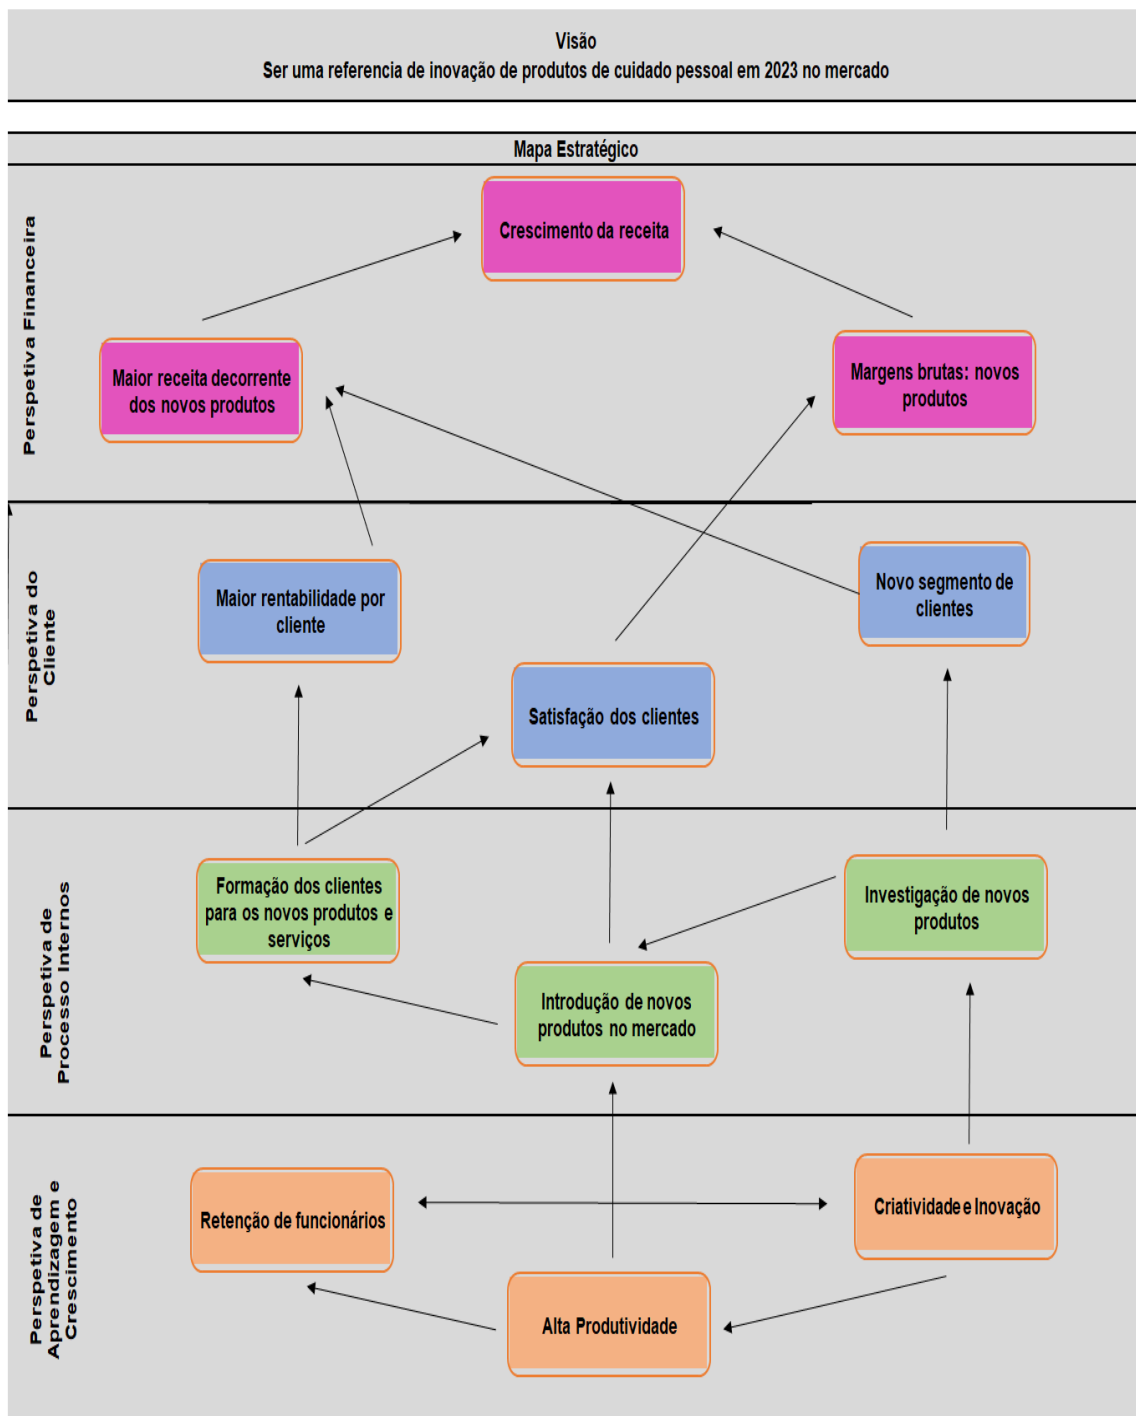 Visão
Ser uma referencia de inovação de produtos de cuidado pessoal em 2023 no mercado
Mapa Estratégico
Perspetiva Financeira
Crescimento da receita
Maior receita decorrente
dos novos produtos
Margens brutas: novos
produtos
Perspetiva do
Cliente
Maior rentabilidade por
cliente
Satisfação dos clientes
Novo segmento de
clientes
Perspetiva de
Processo Internos
Formação dos clientes
para os novos produtos e
serviços
Introdução de novos
produtos no mercado
Investigação de novos
produtos
Perspetiva de
Aprendizagem e
Crescimento
Retenção de funcionários
Alta Produtividade
Criatividade e Inovação